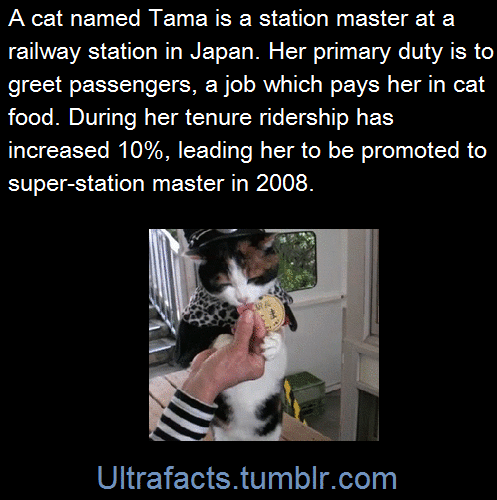 A cat named Tama is a station master at a
railway station in Japan. Her primary duty is to
greet passengers, a job which pays her in cat
food. During her tenure ridership has
increased 10%, leading her to be promoted to
super-station master in 2008.
Ultrafacts.tumblr.com